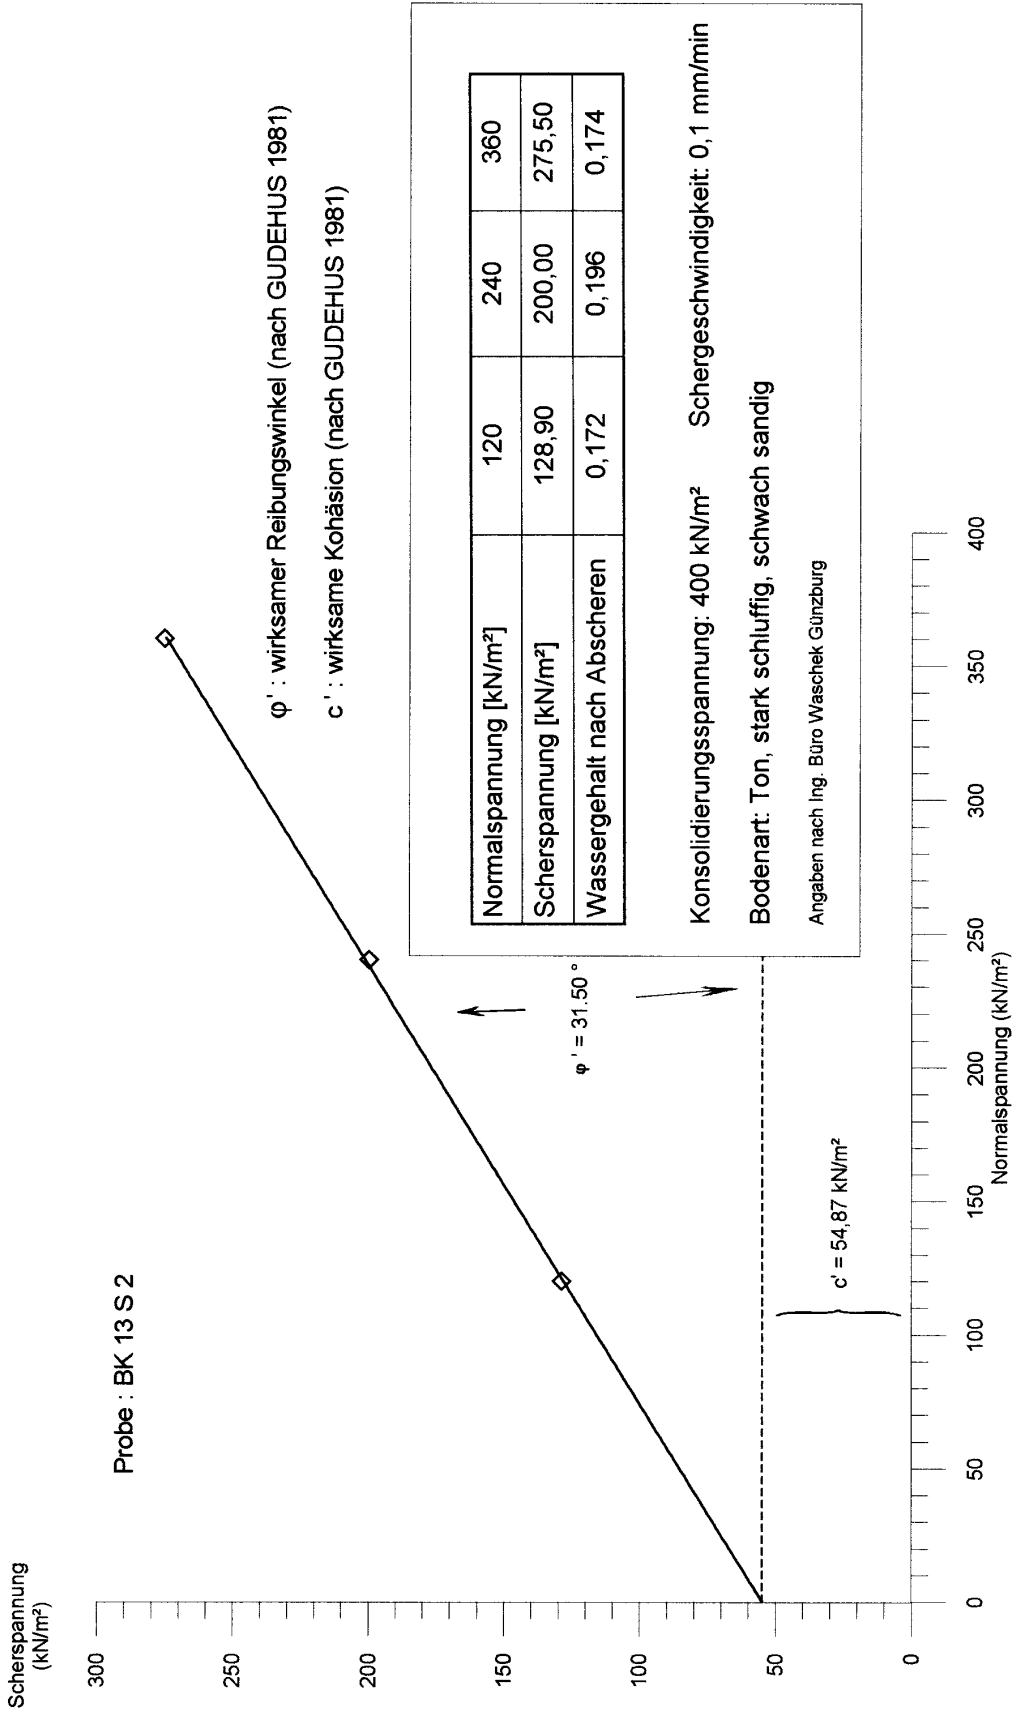 Scherspannung
(kN/m²)
300
250
200
150
100
50
0
Probe : BK 13 S 2
φ ' : wirksamer Reibungswinkel (nach GUDEHUS 1981)
c ' : wirksame Kohäsion (nach GUDEHUS 1981)
φ ' = 31.50 °
c' = 54,87 kN/m²
Normalspannung [kN/m²] 120 240 360
Scherspannung [kN/m²] 128,90 200,00 275,50
Wassergehalt nach Abscheren 0,172 0,196 0,174
Konsolidierungsspannung: 400 kN/m² Schergeschwindigkeit: 0,1 mm/min
Bodenart: Ton, stark schluffig, schwach sandig
Angaben nach Ing. Büro Waschek Günzburg
0 50 100 150 200 250 300 350 400
Normalspannung (kN/m²)